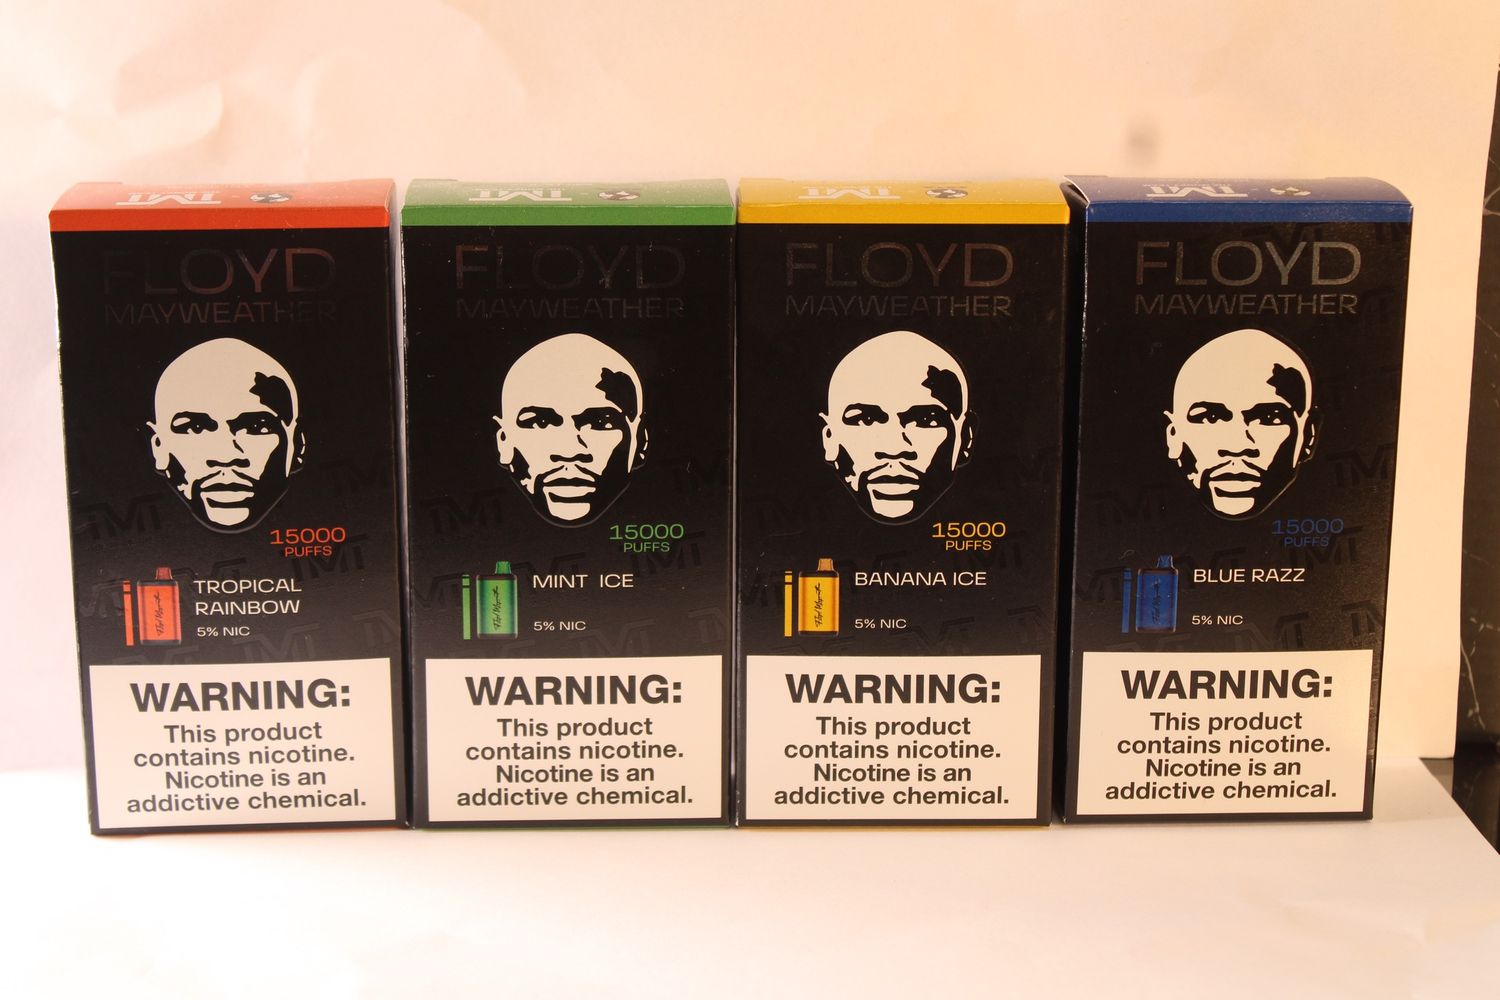 TMT
FLOYD
MAYWEATHER
15000
PUFFS
TROPICAL
RAINBOW
5% NIC
WARNING:
This product
contains nicotine.
Nicotine is an
addictive chemical.
TMT
FLOYD
MAYWEATHER
15000
PUFFS
MINT ICE
5% NIC
WARNING:
This product
contains nicotine.
Nicotine is an
addictive chemical.
TMT
FLOYD
MAYWEATHER
15000
PUFFS
BANANA ICE
5% NIC
WARNING:
This product
contains nicotine.
Nicotine is an
addictive chemical.
TMT
FLOYD
MAYWEATHER
15000
PUFFS
BLUE RAZZ
5% NIC
WARNING:
This product
contains nicotine.
Nicotine is an
addictive chemical.